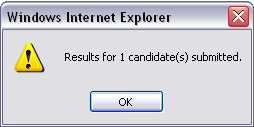 Windows Internet Explorer
Results for 1 candidate(s) submitted.
OK